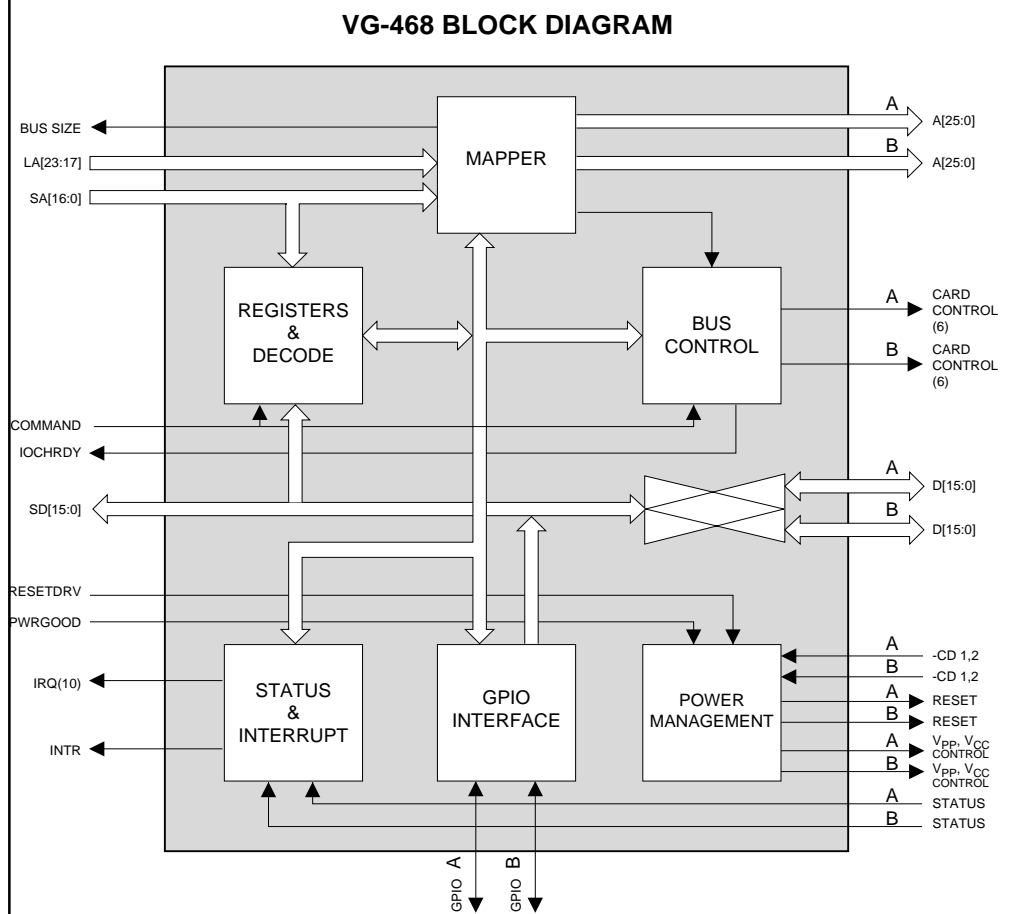 VG-468 BLOCK DIAGRAM
BUS SIZE
LA[23:17]
SA[16:0]
MAPPER
A
A[25:0]
B
A[25:0]
REGISTERS
&
DECODE
BUS
CONTROL
A
CARD
CONTROL
(6)
B
CARD
CONTROL
(6)
COMMAND
IOCHRDY
SD[15:0]
A
D[15:0]
B
D[15:0]
RESETDRV
PWRGOOD
IRQ(10)
INTR
STATUS
&
INTERRUPT
GPIO
INTERFACE
POWER
MANAGEMENT
A
-CD 1,2
B
-CD 1,2
A
RESET
B
RESET
A
VPP, VCC
CONTROL
B
VPP, VCC
CONTROL
A
STATUS
B
STATUS
GPIO A
GPIO B